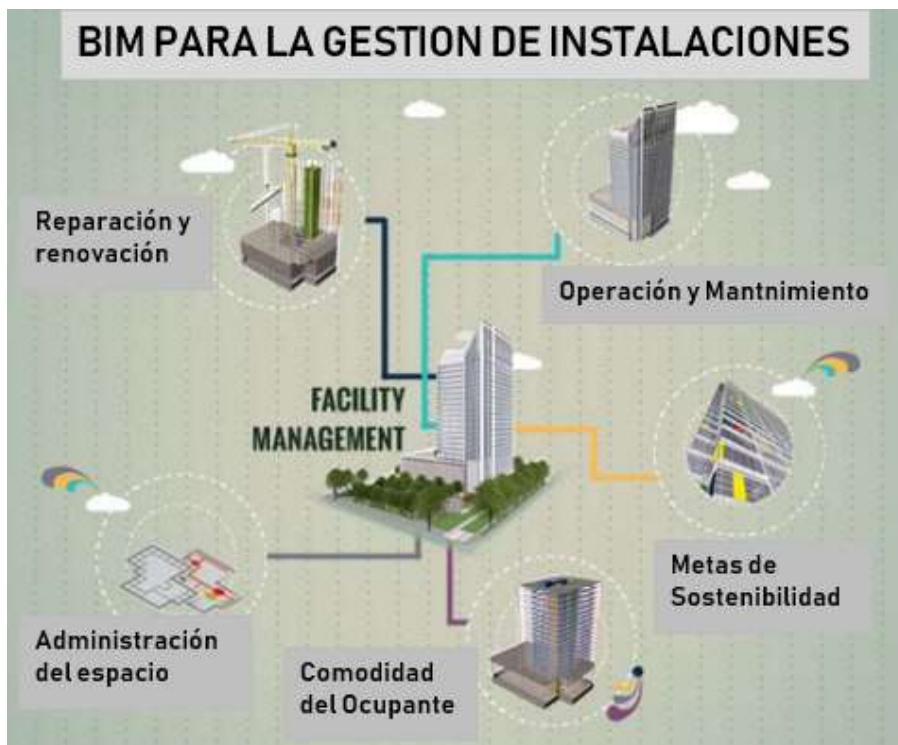 BIM PARA LA GESTION DE INSTALACIONES
Reparación y
renovación
Operación y Mantnimiento
FACILITY
MANAGEMENT
Metas de
Sostenibilidad
Administración
del espacio
Comodidad
del Ocupante